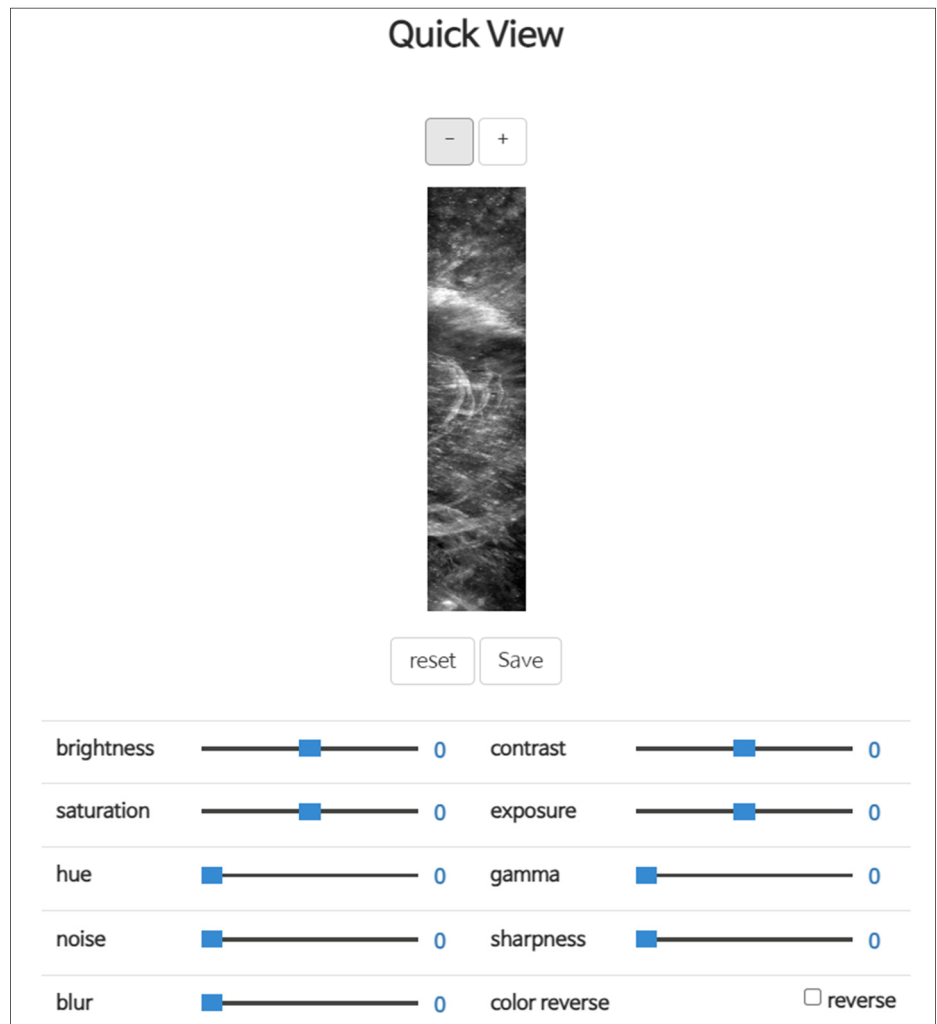 Quick View
− +
reset Save
brightness 0 contrast 0
saturation 0 exposure 0
hue 0 gamma 0
noise 0 sharpness 0
blur 0 color reverse reverse